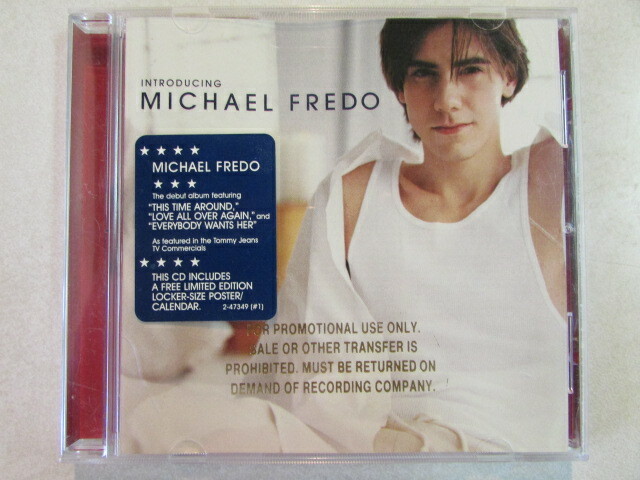 INTRODUCING
MICHAEL FREDO
MICHAEL FREDO
The debut album featuring
"THIS TIME AROUND,"
"LOVE ALL OVER AGAIN," and
"EVERYBODY WANTS HER"
As featured in the Tommy Jeans
TV Commercials
THIS CD INCLUDES
A FREE LIMITED EDITION
LOCKER-SIZE POSTER/
CALENDAR. 2-47349 (#1)
FOR PROMOTIONAL USE ONLY.
SALE OR OTHER TRANSFER IS
PROHIBITED. MUST BE RETURNED ON
DEMAND OF RECORDING COMPANY.